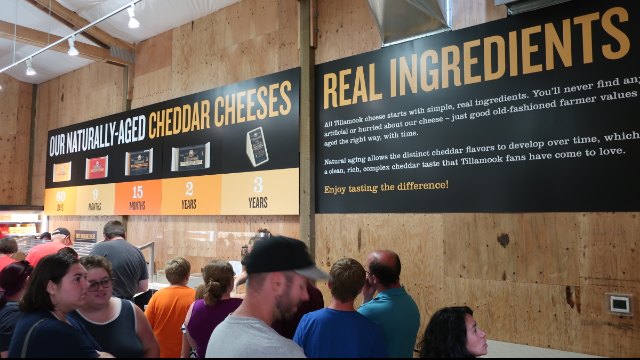 OUR NATURALLY-AGED CHEDDAR CHEESES
60
DAYS
9
MONTHS
15
MONTHS
2
YEARS
3
YEARS
REAL INGREDIENTS
All Tillamook cheese starts with simple, real ingredients. You'll never find any
artificial or hurried about our cheese – just good old-fashioned farmer values
aged the right way, with time.
Natural aging allows the distinct cheddar flavors to develop over time, which
a clean, rich, complex cheddar taste that Tillamook fans have come to love.
Enjoy tasting the difference!